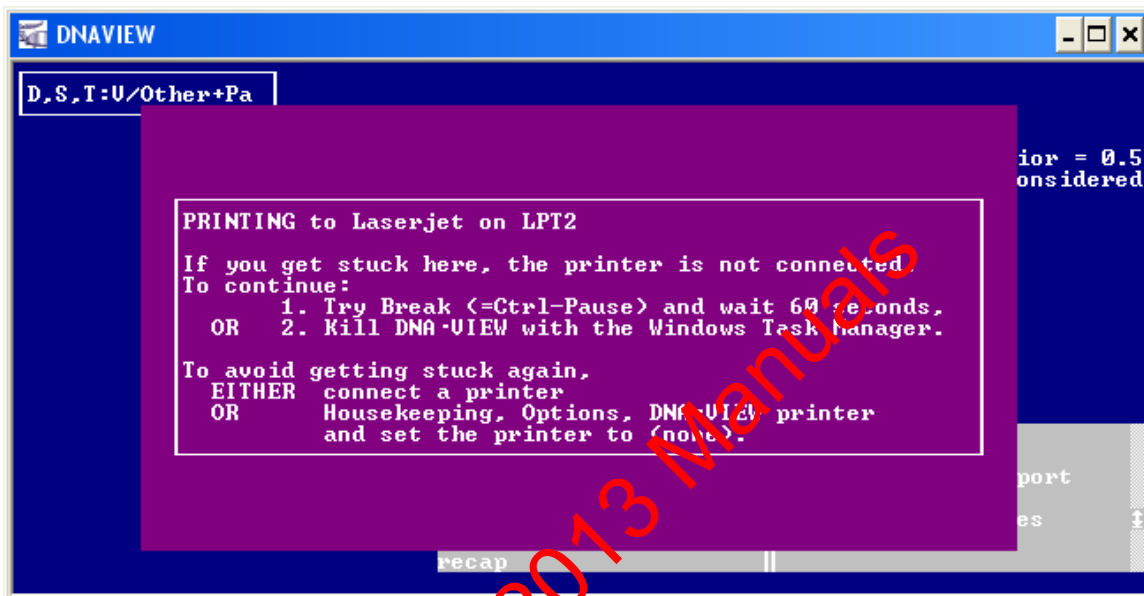 DNAVIEW
D,S,T:V/Other+Pa
ior = 0.5
onsidered
PRINTING to Laserjet on LPT2
If you get stuck here, the printer is not connected.
To continue:
1. Try Break (=Ctrl-Pause) and wait 60 seconds,
OR 2. Kill DNA·VIEW with the Windows Task Manager.
To avoid getting stuck again,
EITHER connect a printer
OR Housekeeping, Options, DNA·VIEW printer
and set the printer to (none).
port
es
recap
2013 Manuals